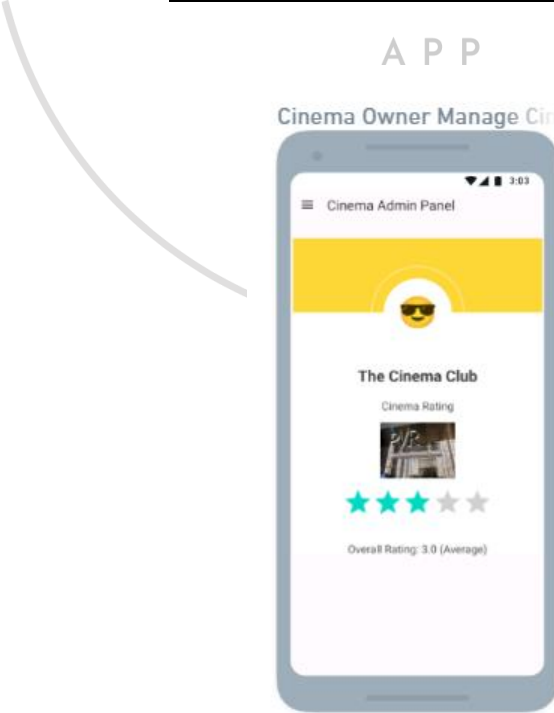 APP
Cinema Owner Manage
3:03
Cinema Admin Panel
The Cinema Club
Cinema Rating
PVR
Overall Rating: 3.0 (Average)